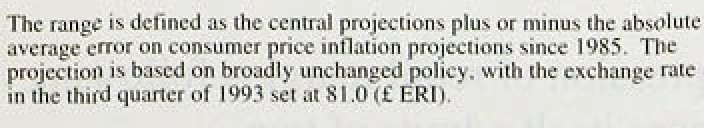 The range is defined as the central projections plus or minus the absolute
average error on consumer price inflation projections since 1985. The
projection is based on broadly unchanged policy, with the exchange rate
in the third quarter of 1993 set at 81.0 (£ ERI).